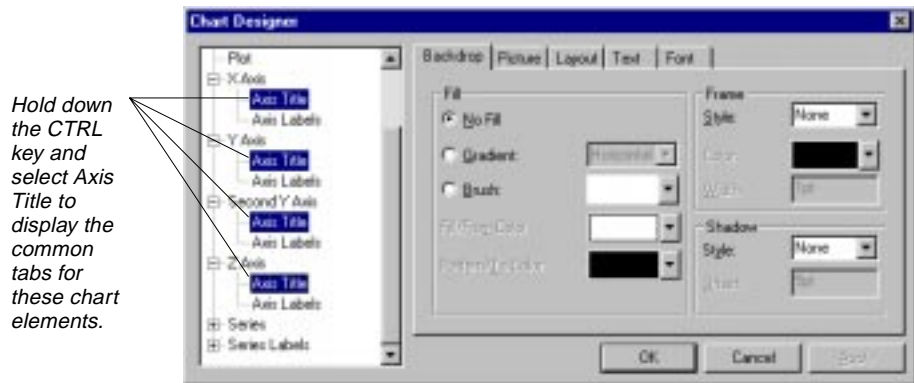 Chart Designer
Hold down
the CTRL
key and
select Axis
Title to
display the
common
tabs for
these chart
elements.
Plot
X Axis
Axis Title
Axis Labels
Y Axis
Axis Title
Axis Labels
Second Y Axis
Axis Title
Axis Labels
Z Axis
Axis Title
Axis Labels
Series
Series Labels
Backdrop Picture Layout Text Font
Fill
No Fill
Gradient: Horizontal
Brush:
Frame
Style: None
Color:
Width: 1pt
Shadow
Style: None
OK Cancel